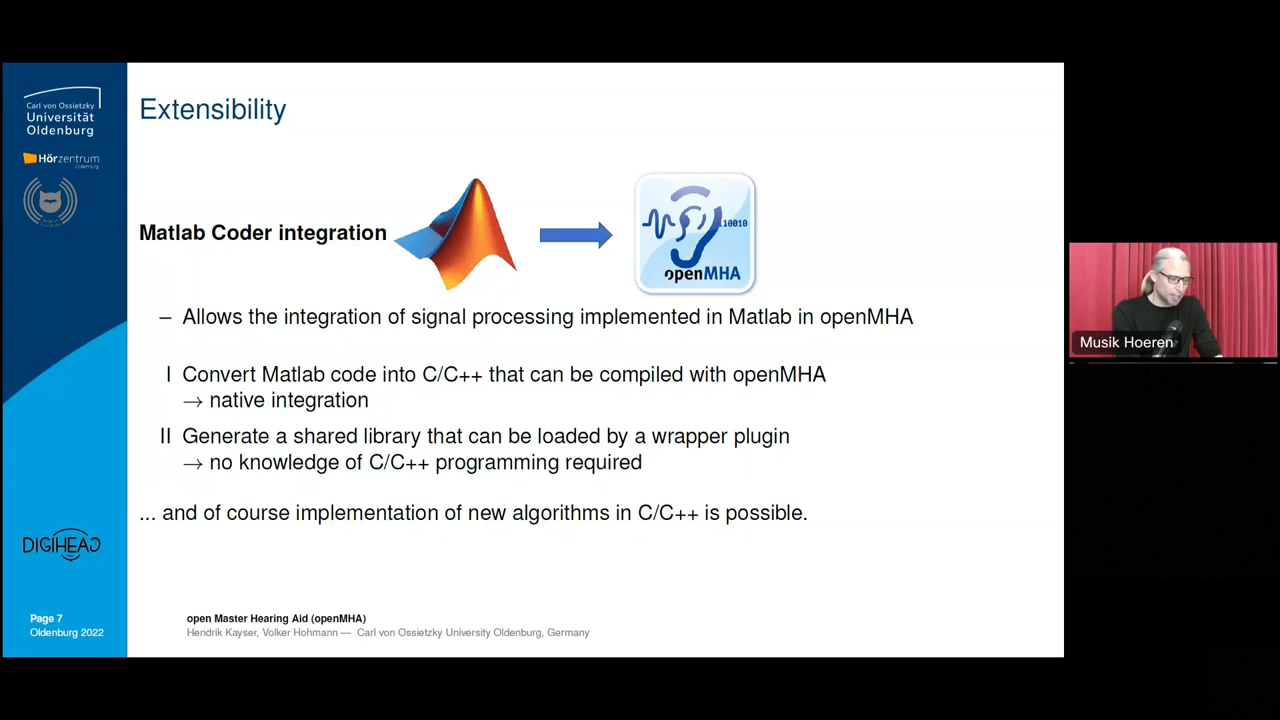 Carl von Ossietzky
Universität
Oldenburg
Hörzentrum
Oldenburg
DIGIHEAD
Page 7
Oldenburg 2022
Extensibility
Matlab Coder integration
10010
openMHA
– Allows the integration of signal processing implemented in Matlab in openMHA
I Convert Matlab code into C/C++ that can be compiled with openMHA
→ native integration
II Generate a shared library that can be loaded by a wrapper plugin
→ no knowledge of C/C++ programming required
... and of course implementation of new algorithms in C/C++ is possible.
open Master Hearing Aid (openMHA)
Hendrik Kayser, Volker Hohmann — Carl von Ossietzky University Oldenburg, Germany
Musik Hoeren